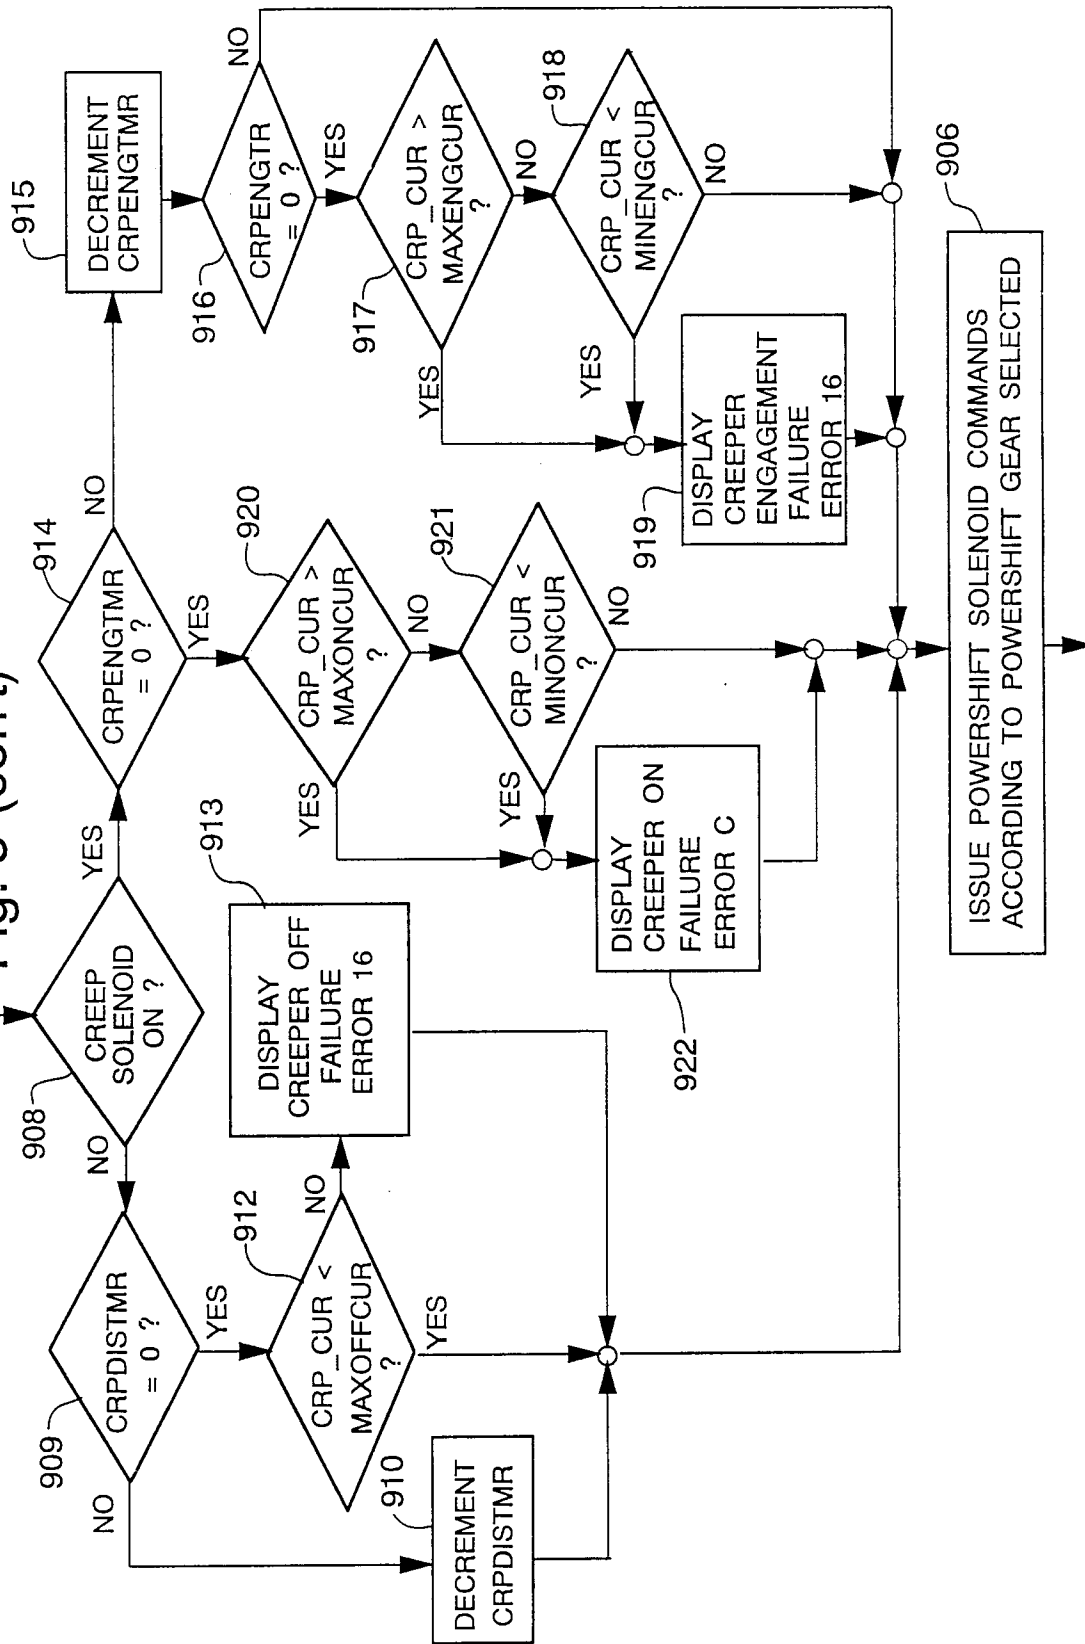 Fig. (con't)
908
CREEP
SOLENOID
ON ?
YES
NO
909
CRPDISTMR
= 0 ?
NO
YES
910
DECREMENT
CRPDISTMR
912
CRP_CUR <
MAXOFFCUR
?
NO
YES
913
DISPLAY
CREEPER OFF
FAILURE
ERROR 16
914
CRPENGTMR
= 0 ?
NO
YES
920
CRP_CUR >
MAXONCUR
?
YES
NO
921
CRP_CUR <
MINONCUR
?
YES
NO
922
DISPLAY
CREEPER ON
FAILURE
ERROR C
915
DECREMENT
CRPENGTMR
916
CRPENGTR
= 0 ?
NO
YES
917
CRP_CUR >
MAXENGCUR
?
YES
NO
918
CRP_CUR <
MINENGCUR
?
YES
NO
919
DISPLAY
CREEPER
ENGAGEMENT
FAILURE
ERROR 16
906
ISSUE POWERSHIFT SOLENOID COMMANDS
ACCORDING TO POWERSHIFT GEAR SELECTED